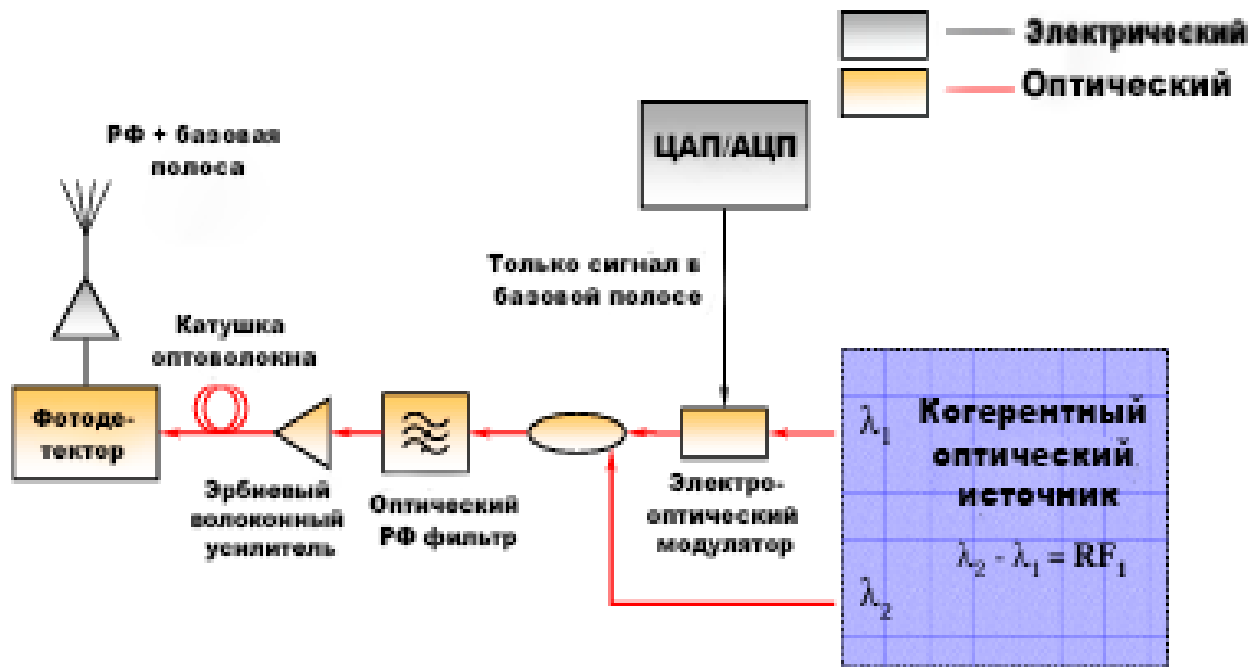 Электрический
Оптический
РФ + базовая
полоса
ЦАП/АЦП
Только сигнал в
базовой полосе
Катушка
оптоволокна
Фотоде-
тектор
Эрбиевый
волоконный
усилитель
Оптический
РФ фильтр
Электро-
оптический
модулятор
λ₁
Когерентный
оптический
источник
λ₂ - λ₁ = RF₁
λ₂